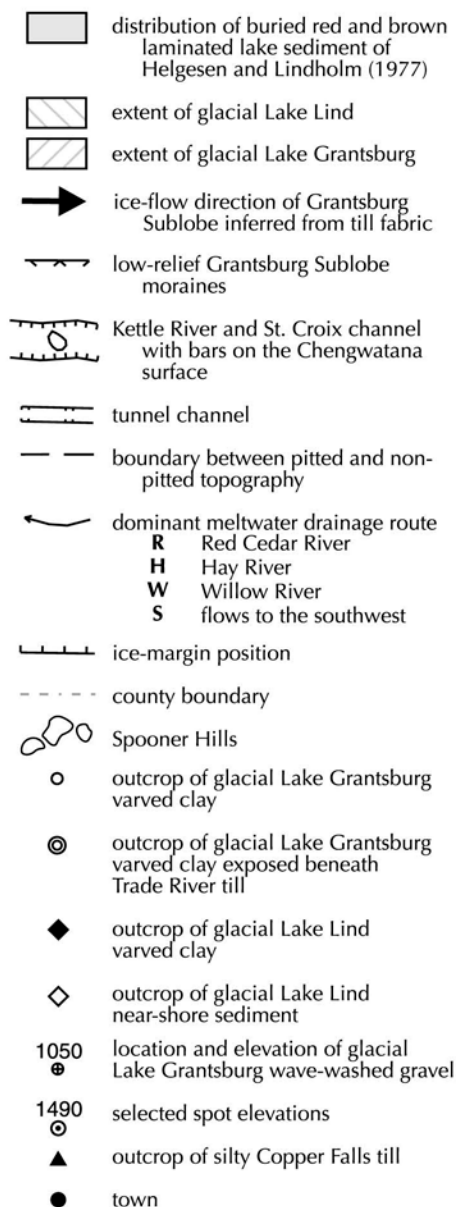 distribution of buried red and brown
laminated lake sediment of
Helgesen and Lindholm (1977)
extent of glacial Lake Lind
extent of glacial Lake Grantsburg
ice-flow direction of Grantsburg
Sublobe inferred from till fabric
low-relief Grantsburg Sublobe
moraines
Kettle River and St. Croix channel
with bars on the Chengwatana
surface
tunnel channel
boundary between pitted and non-
pitted topography
dominant meltwater drainage route
R Red Cedar River
H Hay River
W Willow River
S flows to the southwest
ice-margin position
county boundary
Spooner Hills
outcrop of glacial Lake Grantsburg
varved clay
outcrop of glacial Lake Grantsburg
varved clay exposed beneath
Trade River till
outcrop of glacial Lake Lind
varved clay
outcrop of glacial Lake Lind
near-shore sediment
1050 location and elevation of glacial
Lake Grantsburg wave-washed gravel
1490 selected spot elevations
outcrop of silty Copper Falls till
town